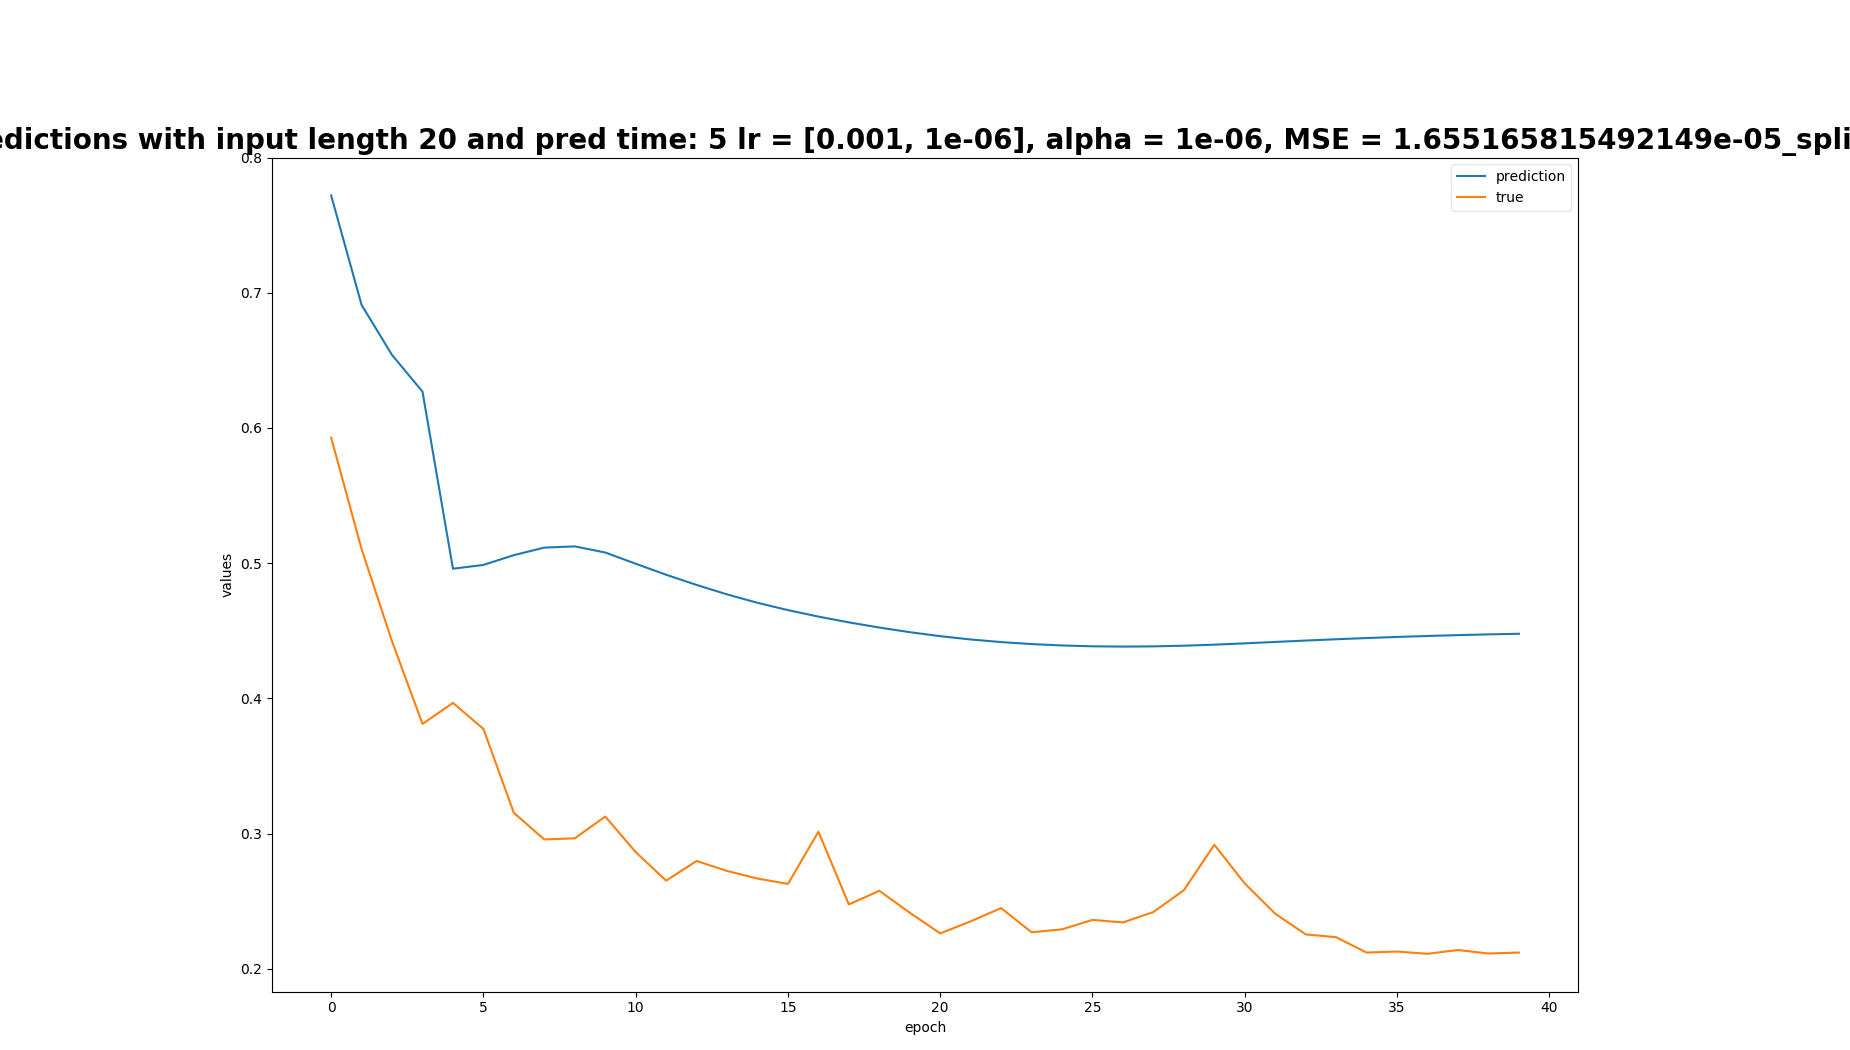 edictions with input length 20 and pred time: 5 lr = [0.001, 1e-06], alpha = 1e-06, MSE = 1.655165815492149e-05_spli
prediction
true
0.8
0.7
0.6
0.5
0.4
0.3
0.2
values
0 5 10 15 20 25 30 35 40
epoch